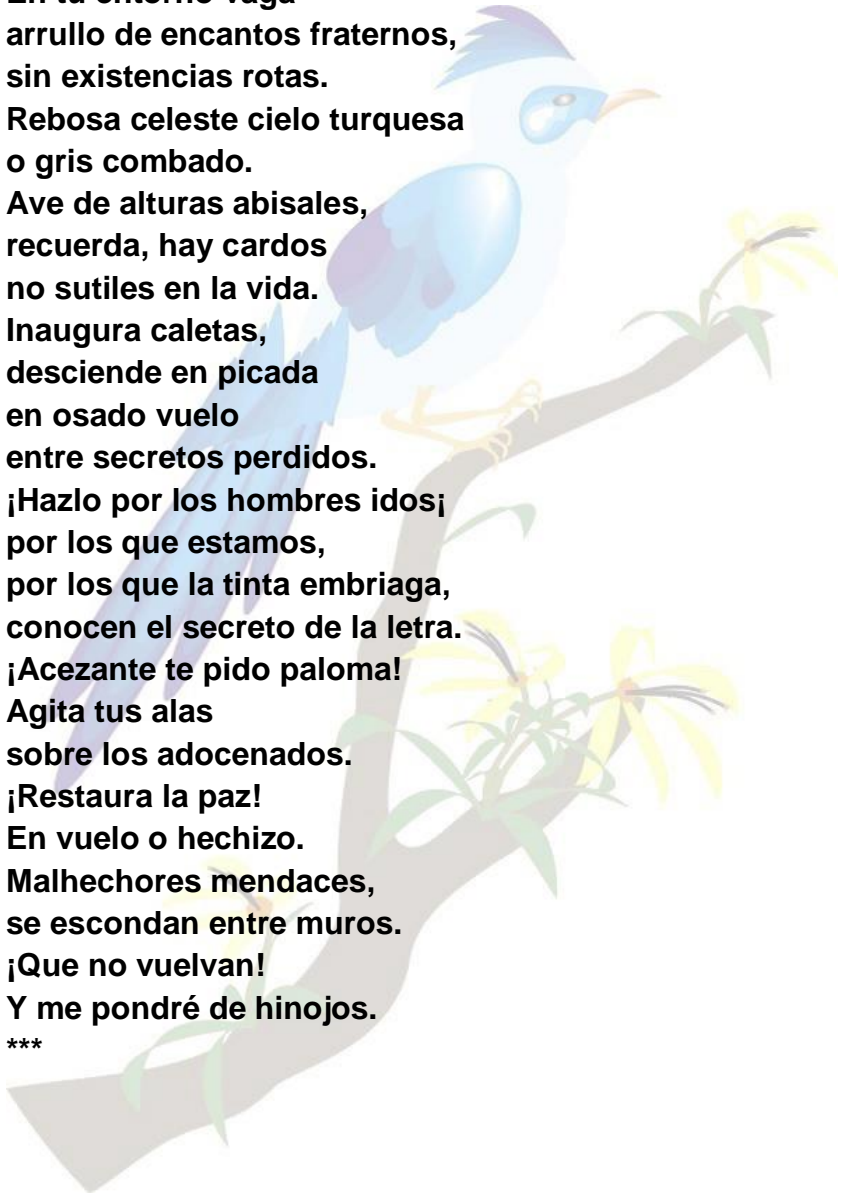 En tu entorno vaga
arrullo de encantos fraternos,
sin existencias rotas.
Rebosa celeste cielo turquesa
o gris combado.
Ave de alturas abisales,
recuerda, hay cardos
no sutiles en la vida.
Inaugura caletas,
desciende en picada
en osado vuelo
entre secretos perdidos.
¡Hazlo por los hombres idos¡
por los que estamos,
por los que la tinta embriaga,
conocen el secreto de la letra.
¡Acezante te pido paloma!
Agita tus alas
sobre los adocenados.
¡Restaura la paz!
En vuelo o hechizo.
Malhechores mendaces,
se escondan entre muros.
¡Que no vuelvan!
Y me pondré de hinojos.
***